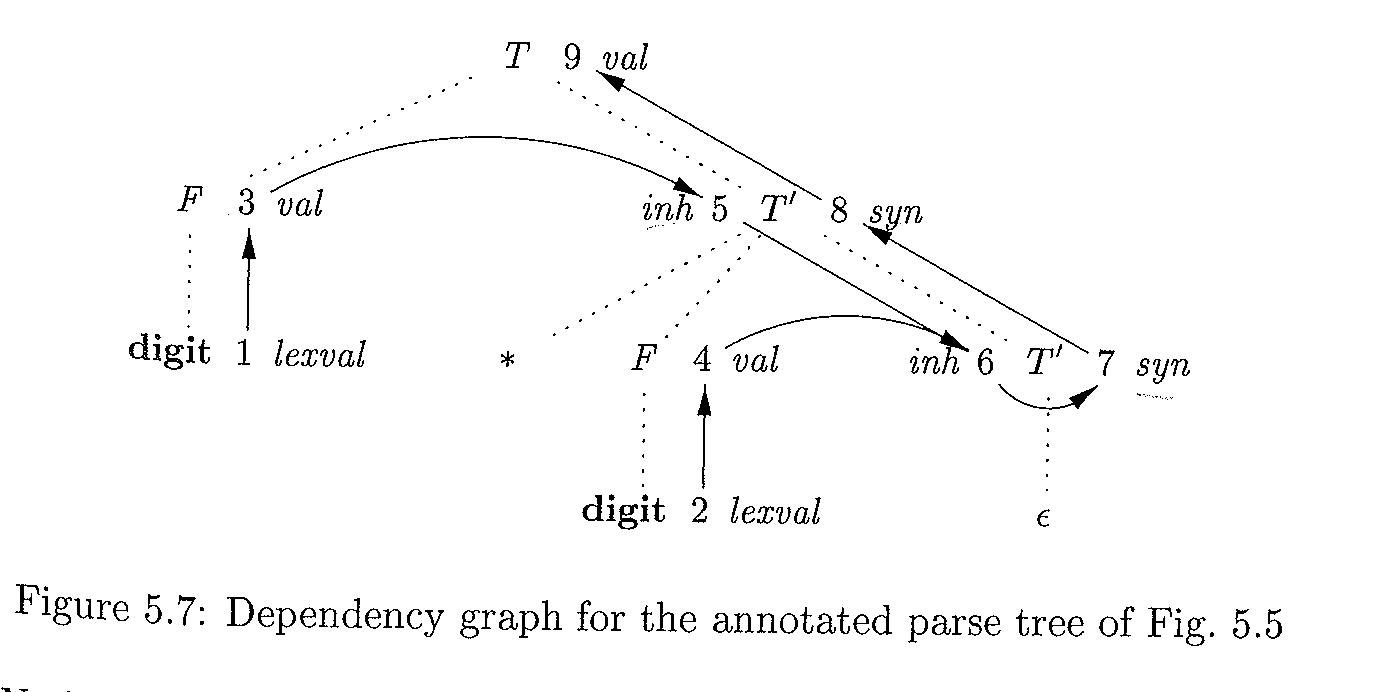 T 9 val
F 3 val inh 5 T′ 8 syn
digit 1 lexval * F 4 val inh 6 T′ 7 syn
digit 2 lexval ϵ
Figure 5.7: Dependency graph for the annotated parse tree of Fig. 5.5